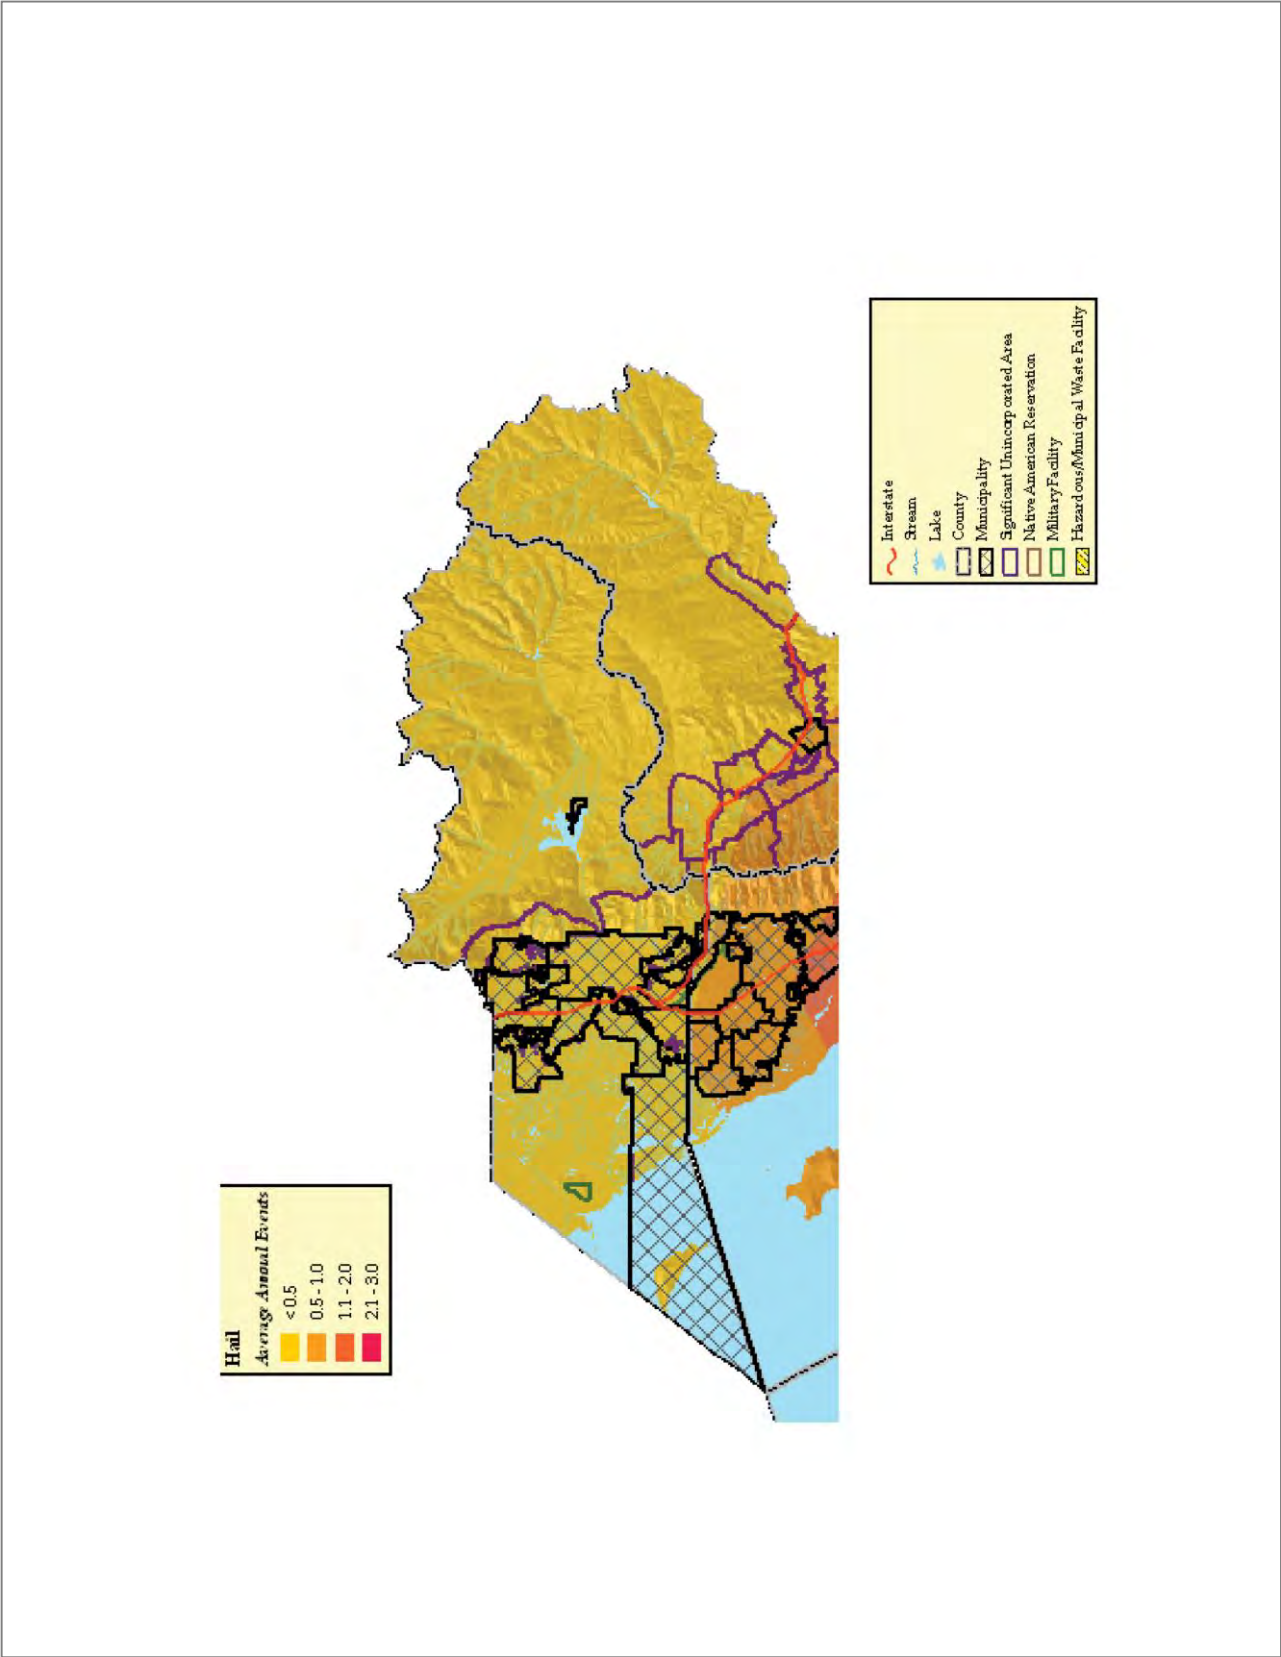 Hail
Average Annual Events
< 0.5
0.5 - 1.0
1.1 - 2.0
2.1 - 3.0
Interstate
Stream
Lake
County
Municipality
Significant Unincorporated Area
Native American Reservation
Military Facility
Hazardous/Municipal Waste Facility